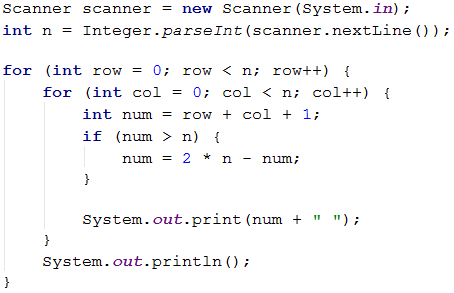 Scanner scanner = new Scanner(System.in);
int n = Integer.parseInt(scanner.nextLine());

for (int row = 0; row < n; row++) {
    for (int col = 0; col < n; col++) {
        int num = row + col + 1;
        if (num > n) {
            num = 2 * n - num;
        }

        System.out.print(num + " ");
    }
    System.out.println();
}